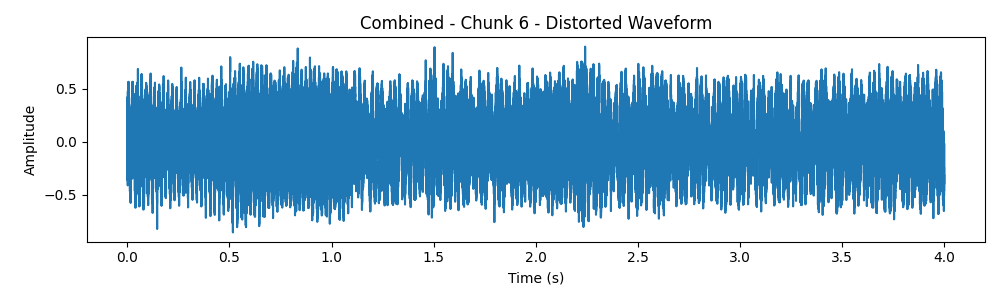 Combined - Chunk 6 - Distorted Waveform
Amplitude
0.5
0.0
−0.5
0.0 0.5 1.0 1.5 2.0 2.5 3.0 3.5 4.0
Time (s)